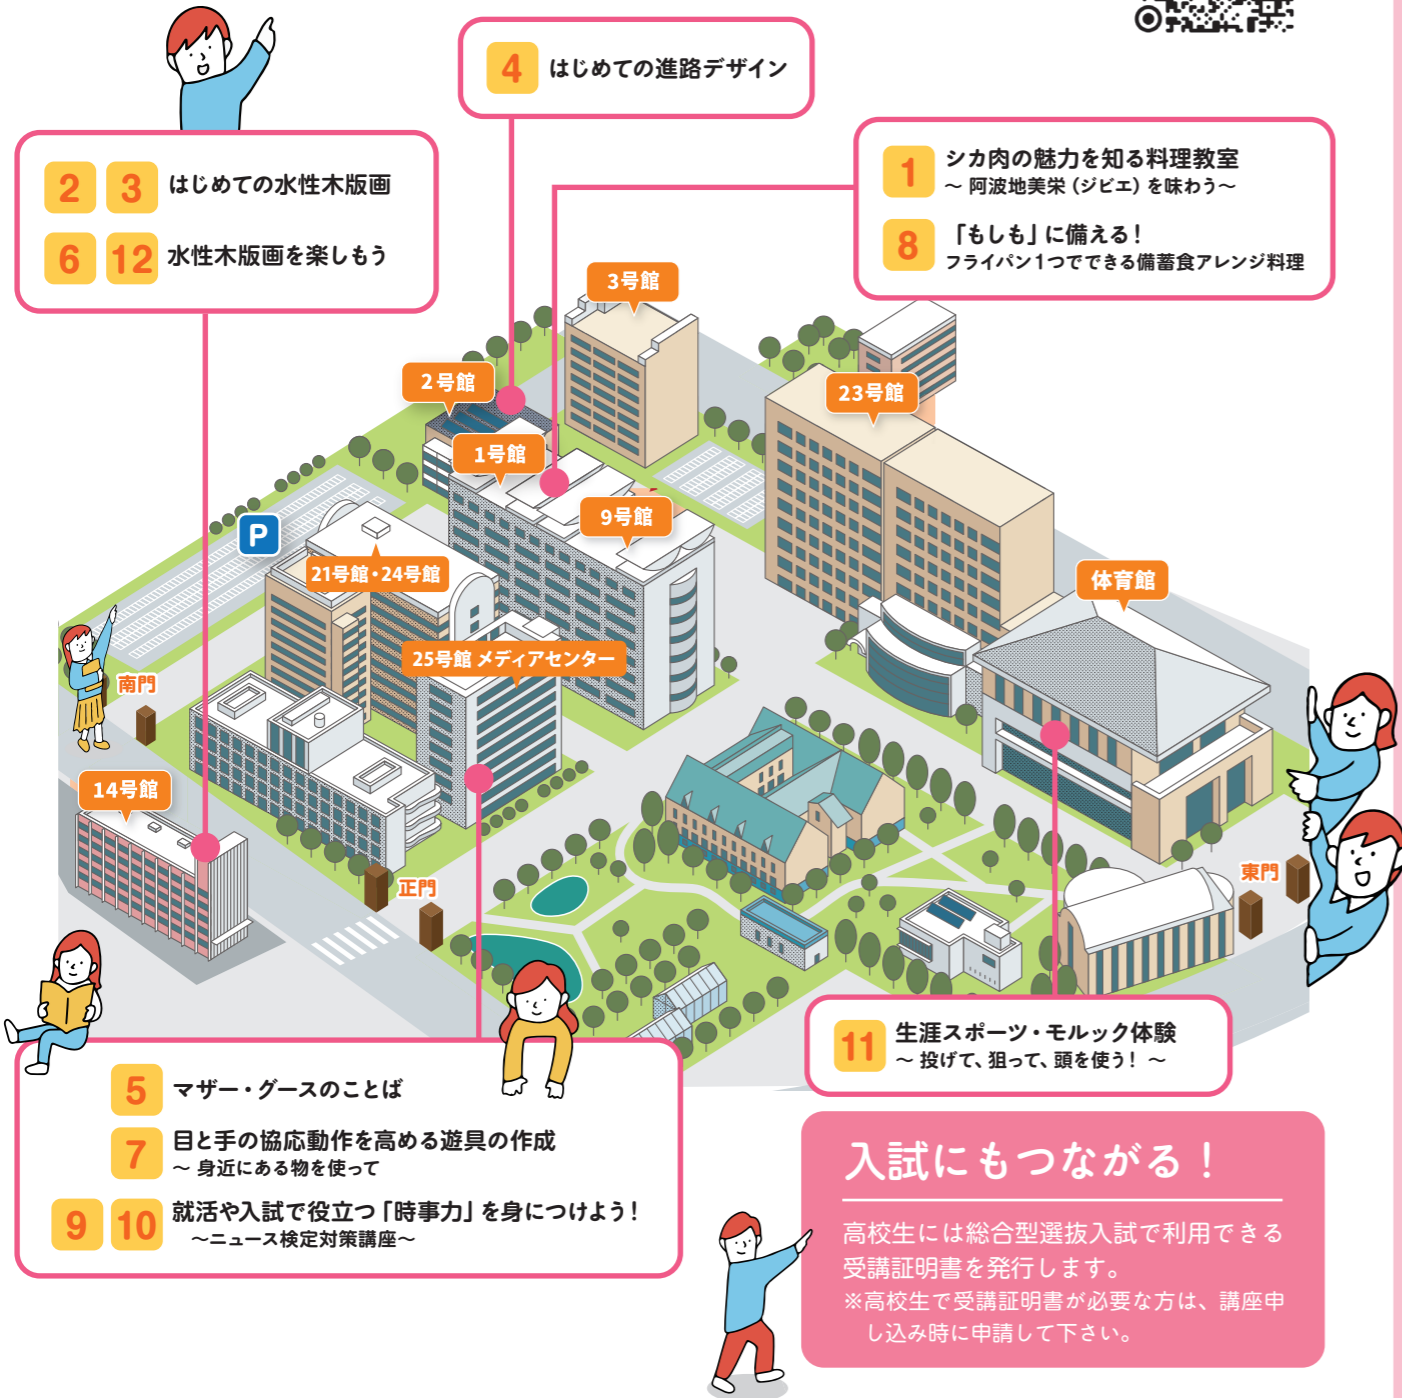 4 はじめての進路デザイン
2 3 はじめての水性木版画
6 12 水性木版画を楽しもう
1 シカ肉の魅力を知る料理教室
～ 阿波地美栄（ジビエ）を味わう～
8 「もしも」に備える！
フライパン1つでできる備蓄食アレンジ料理
3号館
2号館
23号館
1号館
9号館
P
21号館・24号館
体育館
25号館 メディアセンター
南門
14号館
正門
東門
11 生涯スポーツ・モルック体験
～ 投げて、狙って、頭を使う！ ～
5 マザー・グースのことば
7 目と手の協応動作を高める遊具の作成
～ 身近にある物を使って
9 10 就活や入試で役立つ「時事力」を身につけよう！
～ニュース検定対策講座～
入試にもつながる！
高校生には総合型選抜入試で利用できる
受講証明書を発行します。
※高校生で受講証明書が必要な方は、講座申
し込み時に申請して下さい。